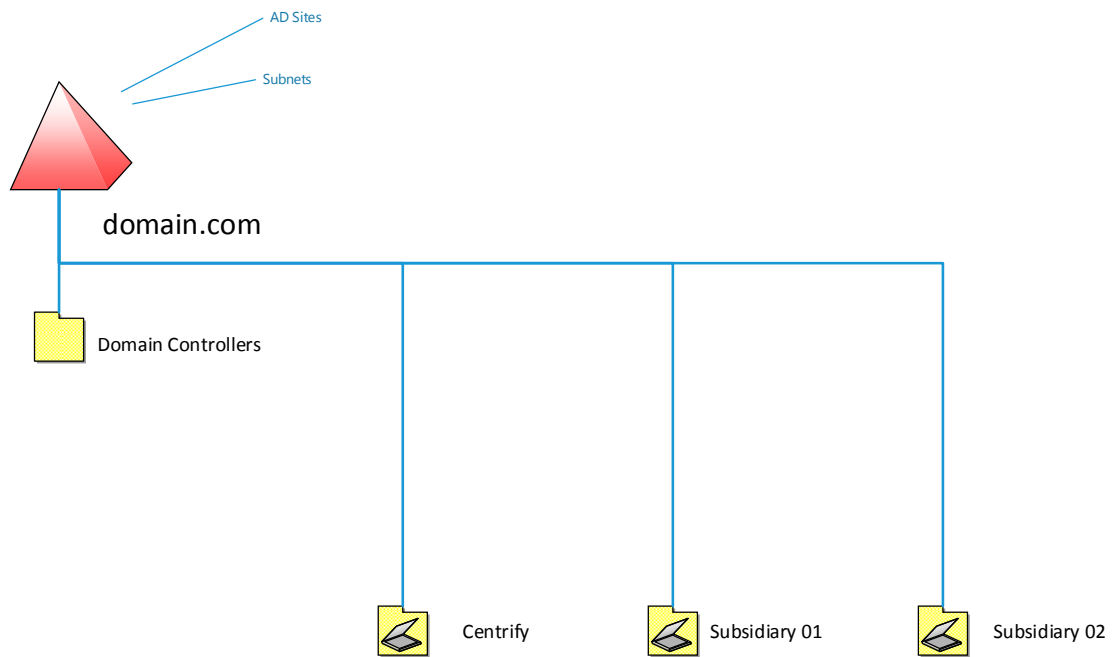 AD Sites
Subnets
domain.com
Domain Controllers
Centrify
Subsidiary 01
Subsidiary 02